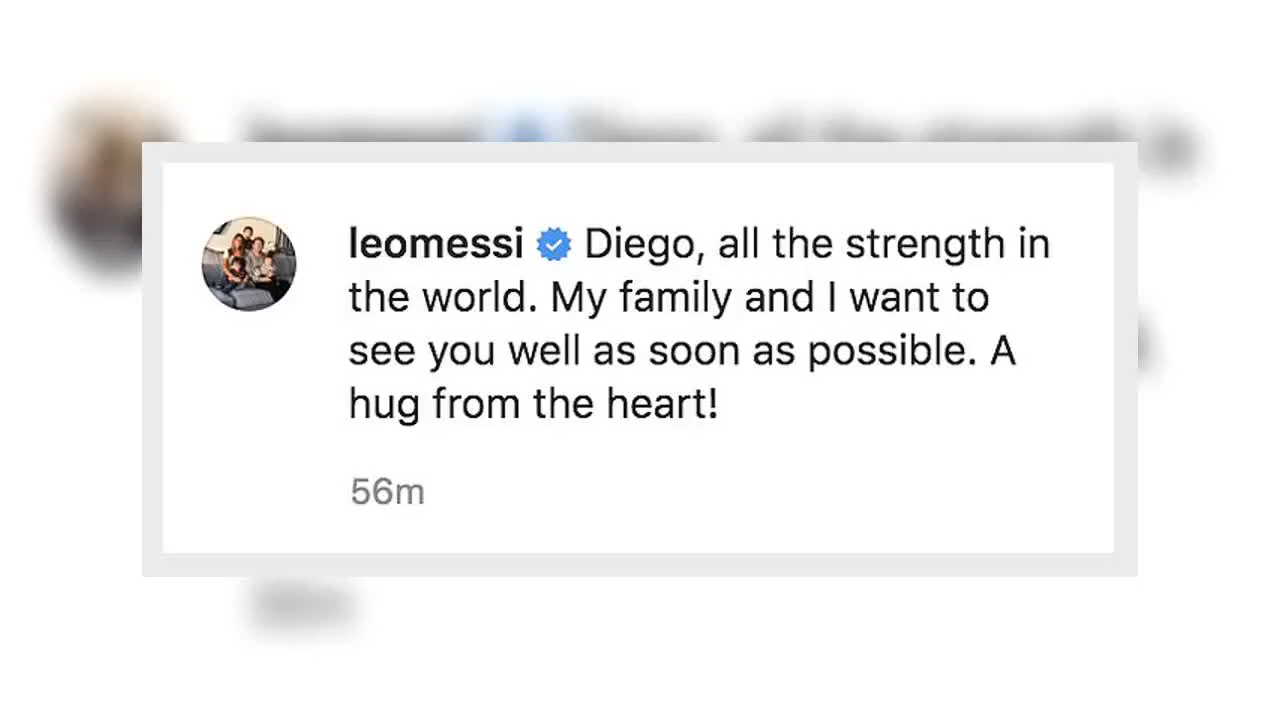 leomessi Diego, all the strength in
the world. My family and I want to
see you well as soon as possible. A
hug from the heart!
56m